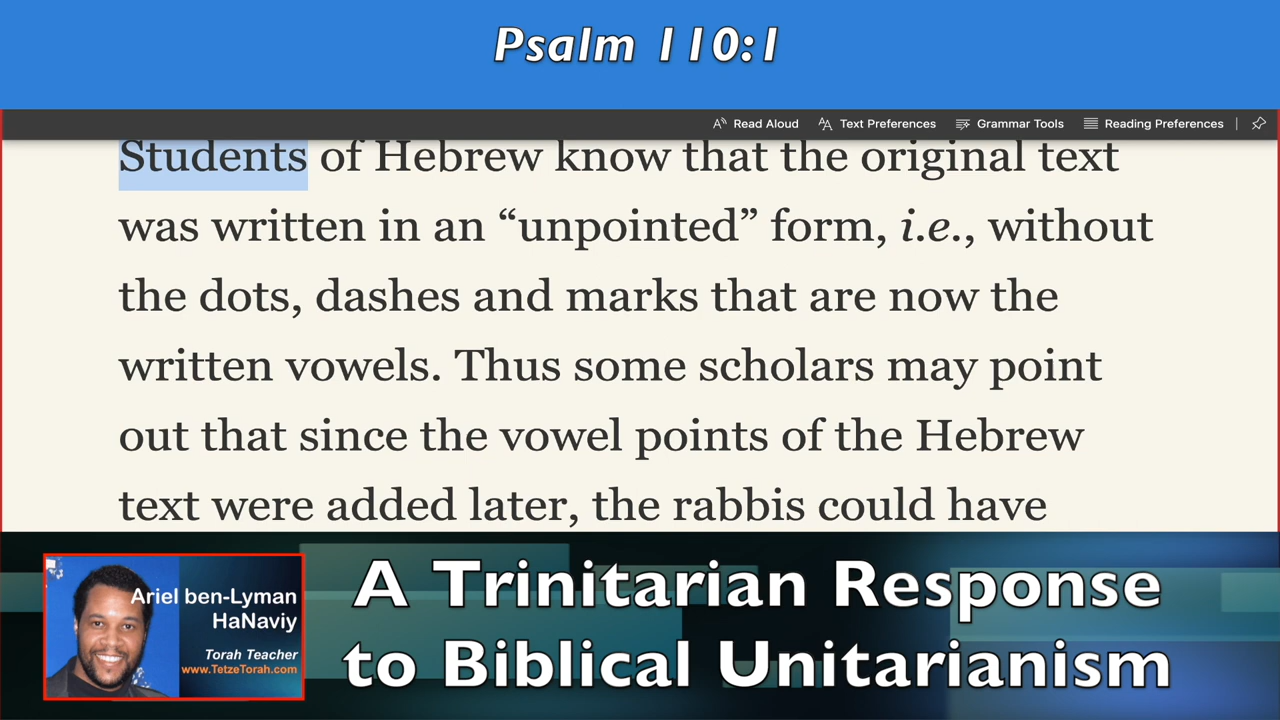 Psalm 110:1
Read Aloud Text Preferences Grammar Tools Reading Preferences
Students of Hebrew know that the original text
was written in an “unpointed” form, i.e., without
the dots, dashes and marks that are now the
written vowels. Thus some scholars may point
out that since the vowel points of the Hebrew
text were added later, the rabbis could have
Ariel ben-Lyman
HaNaviy
Torah Teacher
www.TetzeTorah.com
A Trinitarian Response
to Biblical Unitarianism